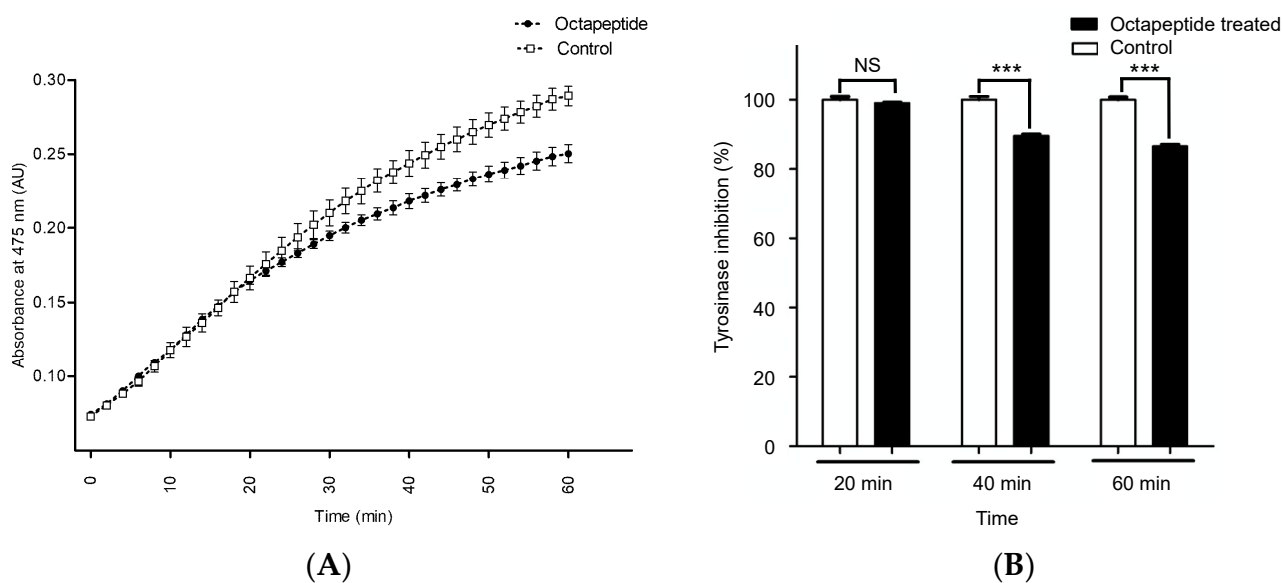 Octapeptide
Control
0.30
0.25
0.20
0.15
0.10
Absorbance at 475 nm (AU)
0
10
20
30
40
50
60
Time (min)
(A)
Octapeptide treated
Control
NS
***
***
100
80
60
40
20
0
Tyrosinase inhibition (%)
20 min
40 min
60 min
Time
(B)